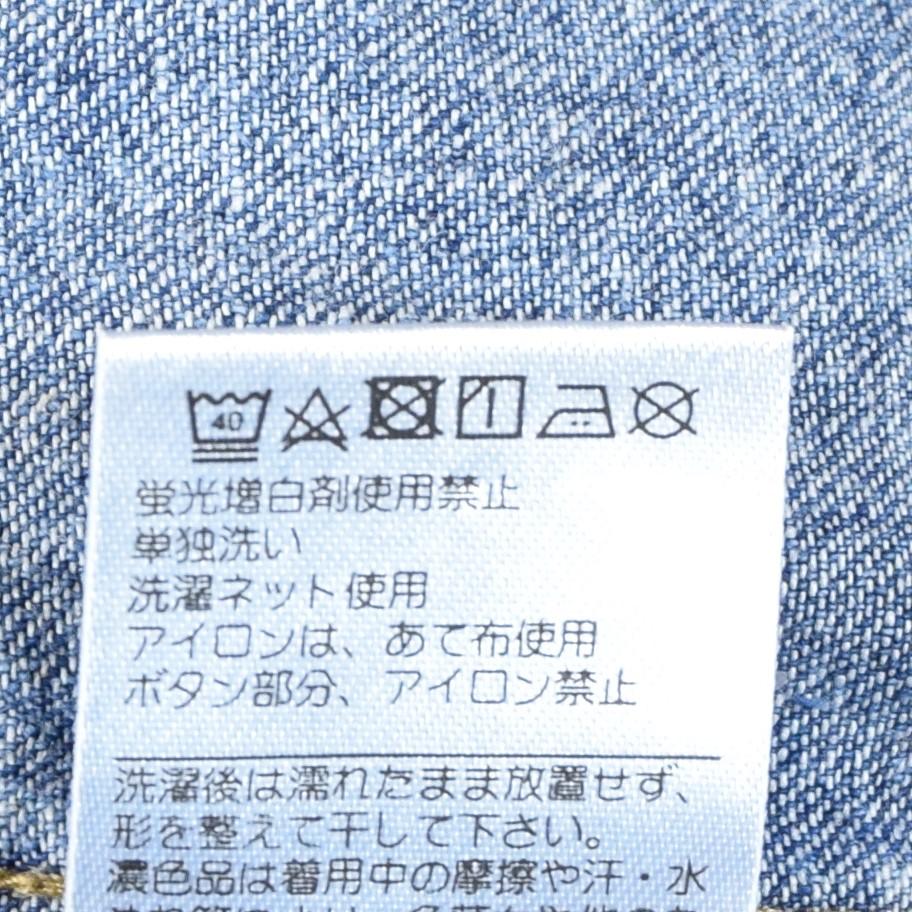 40
蛍光増白剤使用禁止
単独洗い
洗濯ネット使用
アイロンは、あて布使用
ボタン部分、アイロン禁止
洗濯後は濡れたまま放置せず、
形を整えて干して下さい。
濃色品は着用中の摩擦や汗・水